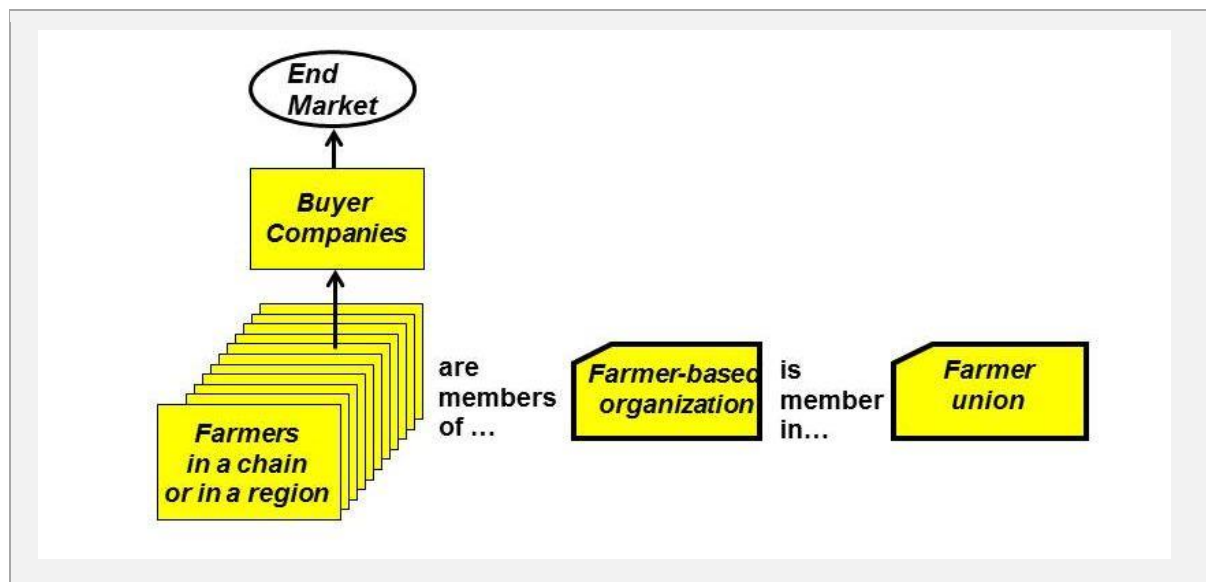 End
Market
Buyer
Companies
Farmers
in a chain
or in a region
are
members
of …
Farmer-based
organization
is
member
in…
Farmer
union